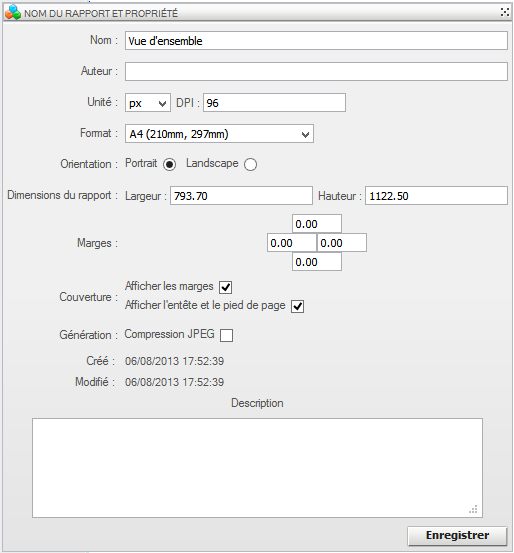 NOM DU RAPPORT ET PROPRIÉTÉ
Nom : Vue d'ensemble
Auteur :
Unité : px DPI : 96
Format : A4 (210mm, 297mm)
Orientation : Portrait Landscape
Dimensions du rapport : Largeur : 793.70 Hauteur : 1122.50
0.00
Marges : 0.00 0.00
0.00
Afficher les marges
Couverture :
Afficher l'entête et le pied de page
Génération : Compression JPEG
Créé : 06/08/2013 17:52:39
Modifié : 06/08/2013 17:52:39
Description
Enregistrer